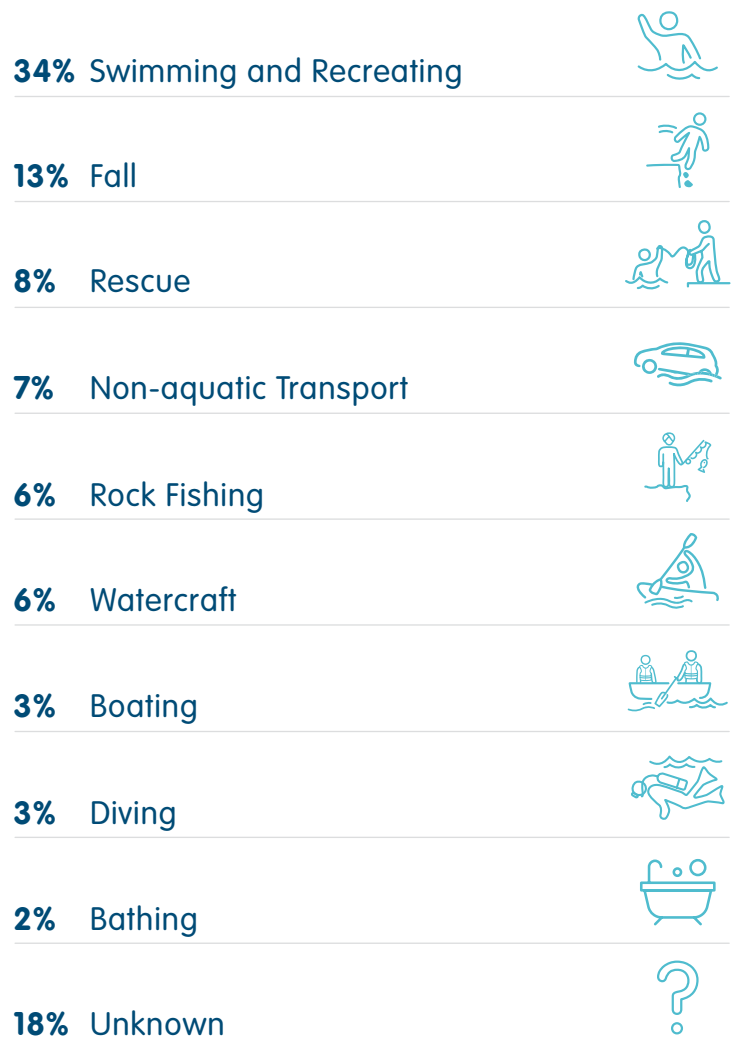 34% Swimming and Recreating
13% Fall
8% Rescue
7% Non-aquatic Transport
6% Rock Fishing
6% Watercraft
3% Boating
3% Diving
2% Bathing
18% Unknown